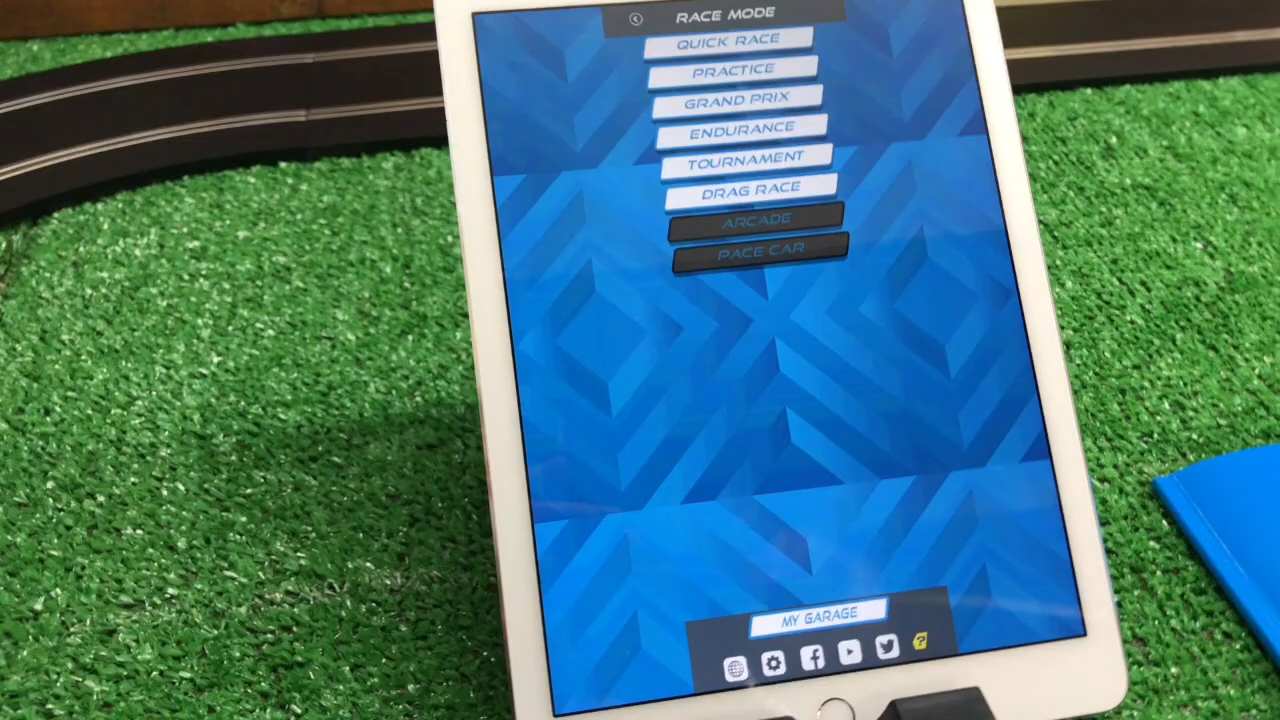 RACE MODE
QUICK RACE
PRACTICE
GRAND PRIX
ENDURANCE
TOURNAMENT
DRAG RACE
ARCADE
PACE CAR
MY GARAGE
?